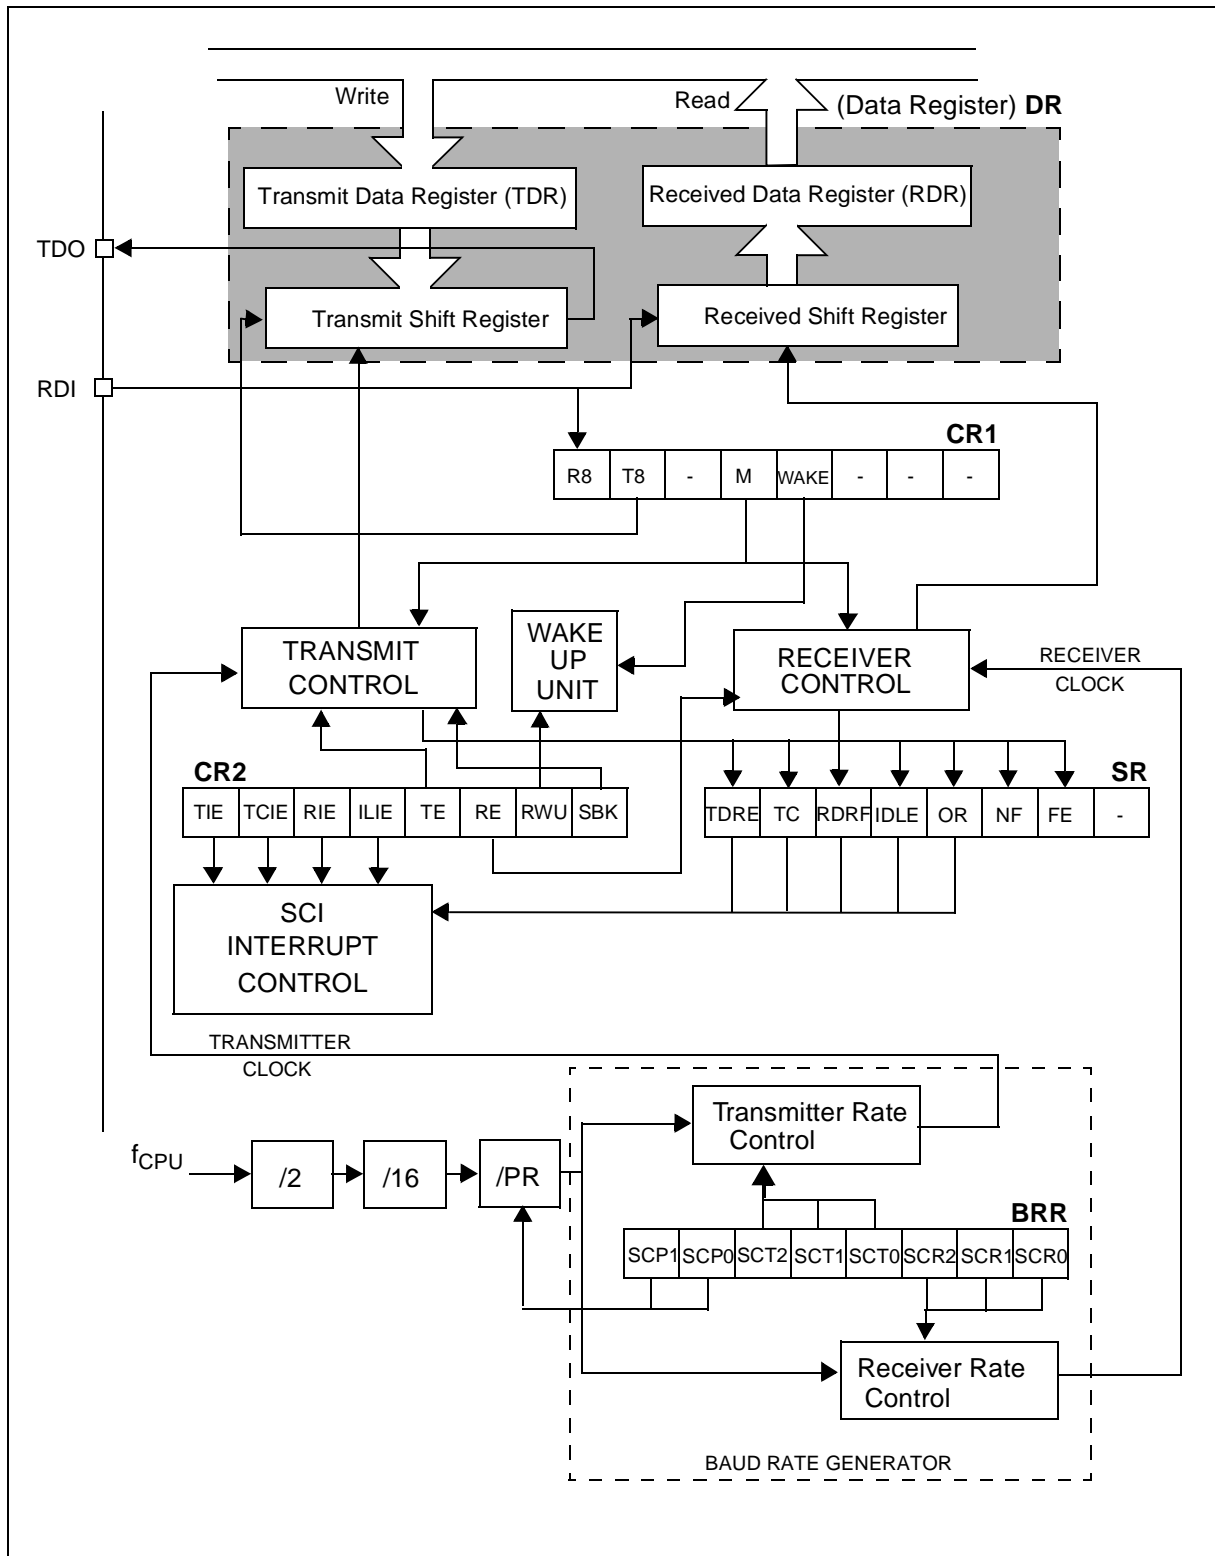 Write
Read
(Data Register) DR
Transmit Data Register (TDR)
Received Data Register (RDR)
TDO
Transmit Shift Register
Received Shift Register
RDI
CR1
R8 T8 - M WAKE - - -
TRANSMIT
CONTROL
WAKE
UP
UNIT
RECEIVER
CONTROL
RECEIVER
CLOCK
CR2
SR
TIE TCIE RIE ILIE TE RE RWU SBK
TDRE TC RDRF IDLE OR NF FE -
SCI
INTERRUPT
CONTROL
TRANSMITTER
CLOCK
Transmitter Rate
Control
fCPU
/2
/16
/PR
BRR
SCP1 SCP0 SCT2 SCT1 SCT0 SCR2 SCR1 SCR0
Receiver Rate
Control
BAUD RATE GENERATOR